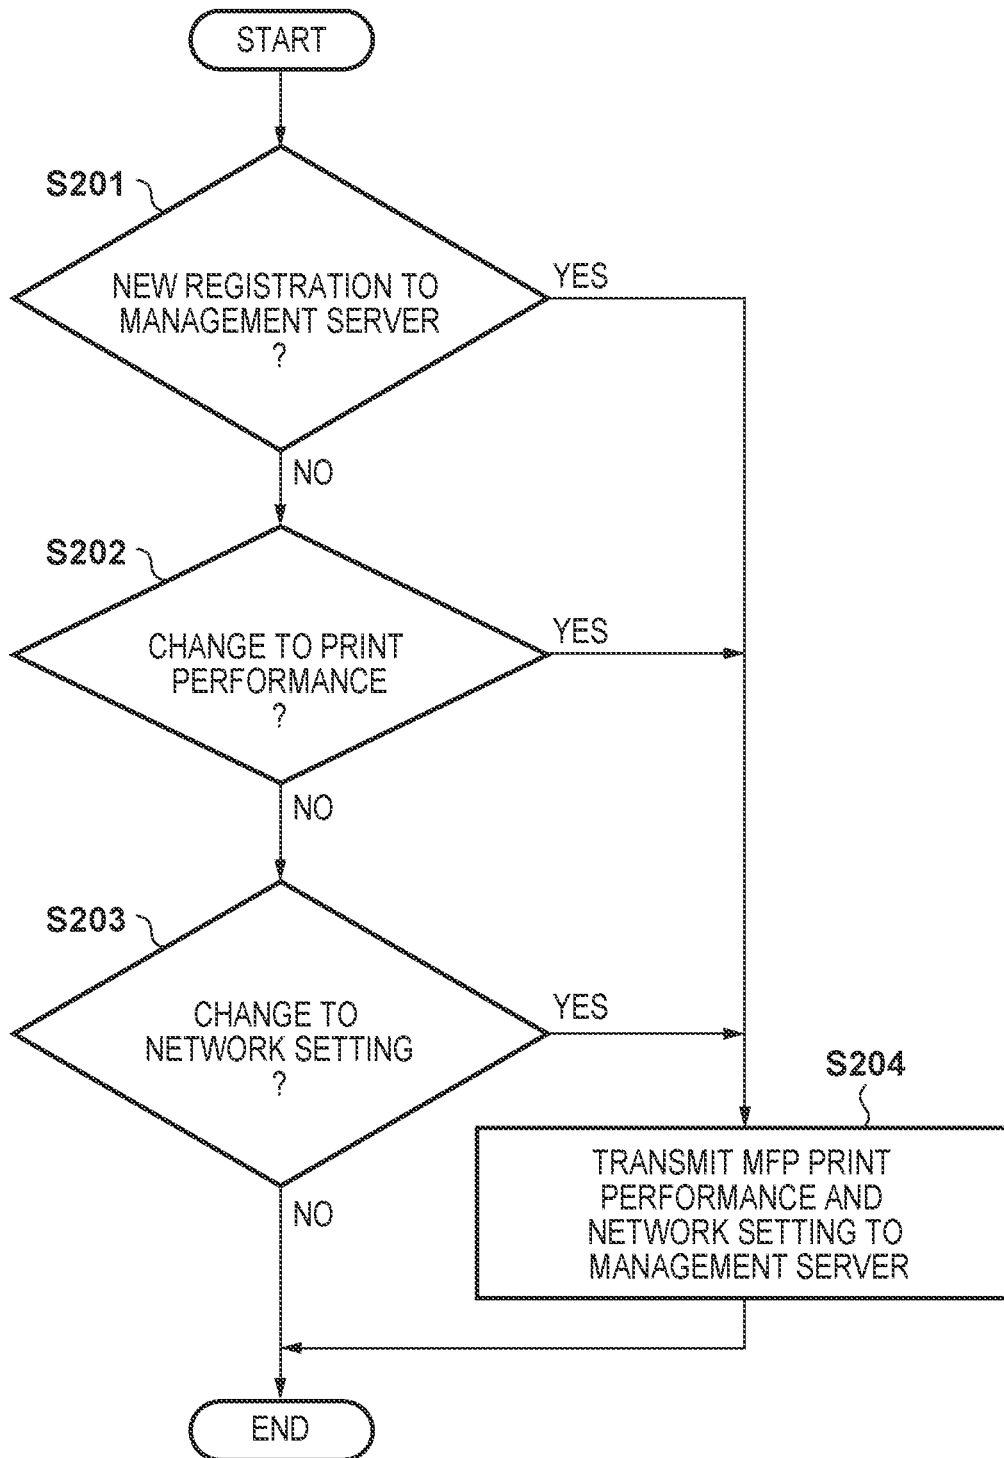 START
S201
NEW REGISTRATION TO
MANAGEMENT SERVER
?
YES
NO
S202
CHANGE TO PRINT
PERFORMANCE
?
YES
NO
S203
CHANGE TO
NETWORK SETTING
?
YES
NO
S204
TRANSMIT MFP PRINT
PERFORMANCE AND
NETWORK SETTING TO
MANAGEMENT SERVER
END